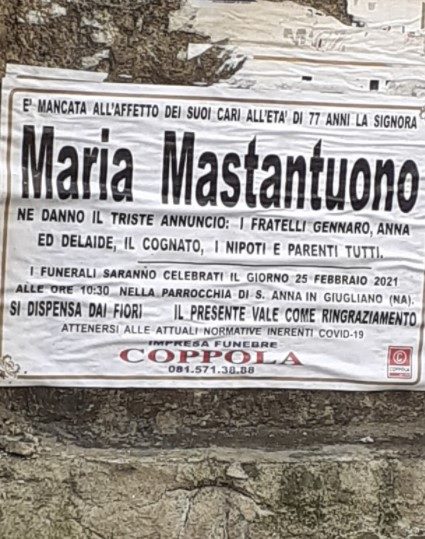 E' MANCATA ALL'AFFETTO DEI SUOI CARI ALL'ETA' DI 77 ANNI LA SIGNORA
Maria Mastantuono
NE DANNO IL TRISTE ANNUNCIO: I FRATELLI GENNARO, ANNA
ED DELAIDE, IL COGNATO, I NIPOTI E PARENTI TUTTI.
I FUNERALI SARANNO CELEBRATI IL GIORNO 25 FEBBRAIO 2021
ALLE ORE 10:30 NELLA PARROCCHIA DI S. ANNA IN GIUGLIANO (NA).
SI DISPENSA DAI FIORI IL PRESENTE VALE COME RINGRAZIAMENTO
ATTENERSI ALLE ATTUALI NORMATIVE INERENTI COVID-19
IMPRESA FUNEBRE
COPPOLA
081.571.38.88
COPPOLA